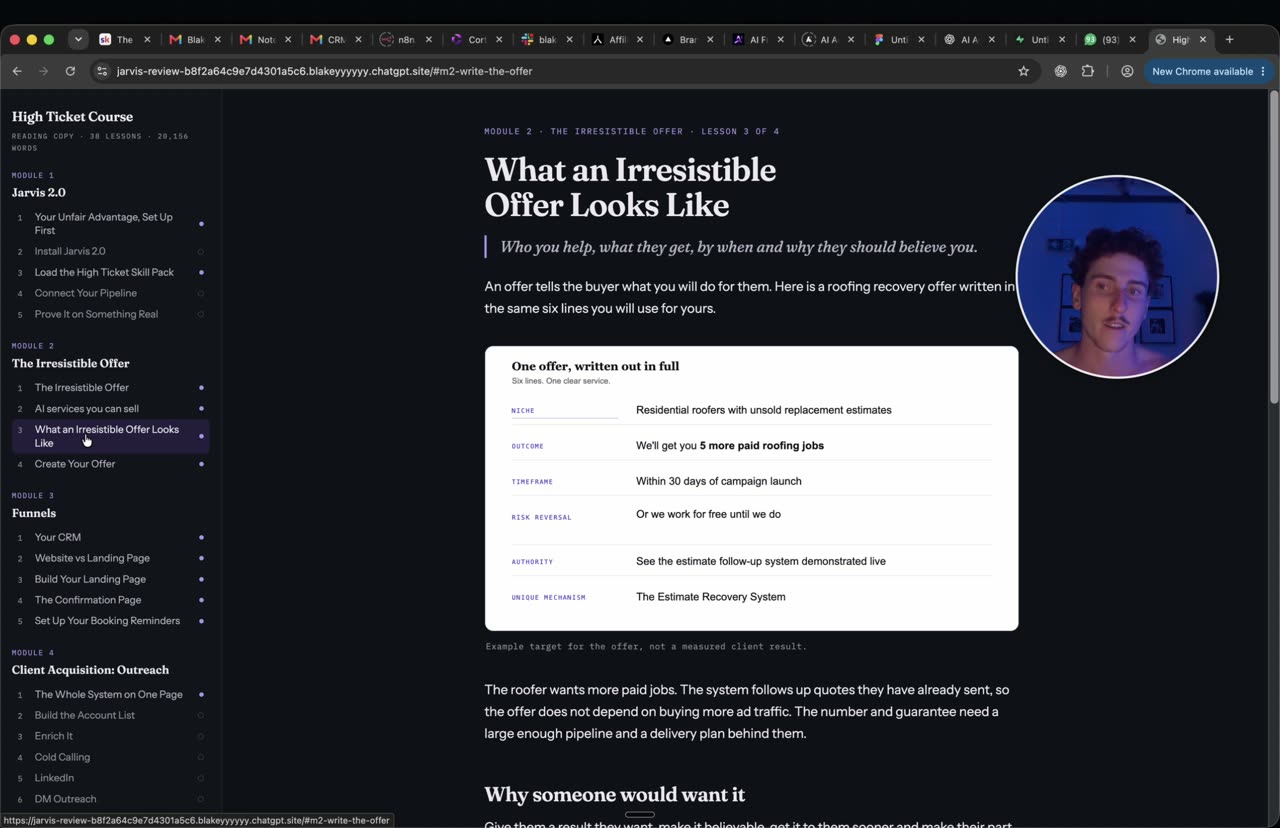 The
Blak
Note
CRM
n8n.
Cort
blak
Affil
Bran
AI F
AI A
Unti
AI A
Unti
(93)
High
jarvis-review-b8f2a64c9e7d4301a5c6.blakeyyyyyy.chatgpt.site/#m2-write-the-offer
New Chrome available
High Ticket Course
READING COPY · 38 LESSONS · 20,156
WORDS
MODULE 1
Jarvis 2.0
1 Your Unfair Advantage, Set Up
First
2 Install Jarvis 2.0
3 Load the High Ticket Skill Pack
4 Connect Your Pipeline
5 Prove It on Something Real
MODULE 2
The Irresistible Offer
1 The Irresistible Offer
2 AI services you can sell
3 What an Irresistible Offer Looks
Like
4 Create Your Offer
MODULE 3
Funnels
1 Your CRM
2 Website vs Landing Page
3 Build Your Landing Page
4 The Confirmation Page
5 Set Up Your Booking Reminders
MODULE 4
Client Acquisition: Outreach
1 The Whole System on One Page
2 Build the Account List
3 Enrich It
4 Cold Calling
5 LinkedIn
6 DM Outreach
https://jarvis-review-b8f2a64c9e7d4301a5c6.blakeyyyyyy.chatgpt.site/#m2-write-the-offer
MODULE 2 · THE IRRESISTIBLE OFFER · LESSON 3 OF 4
What an Irresistible
Offer Looks Like
Who you help, what they get, by when and why they should believe you.
An offer tells the buyer what you will do for them. Here is a roofing recovery offer written in
the same six lines you will use for yours.
One offer, written out in full
Six lines. One clear service.
NICHE Residential roofers with unsold replacement estimates
OUTCOME We'll get you 5 more paid roofing jobs
TIMEFRAME Within 30 days of campaign launch
RISK REVERSAL Or we work for free until we do
AUTHORITY See the estimate follow-up system demonstrated live
UNIQUE MECHANISM The Estimate Recovery System
Example target for the offer, not a measured client result.
The roofer wants more paid jobs. The system follows up quotes they have already sent, so
the offer does not depend on buying more ad traffic. The number and guarantee need a
large enough pipeline and a delivery plan behind them.
Why someone would want it
Give them a result they want, make it believable, get it to them sooner and make their part